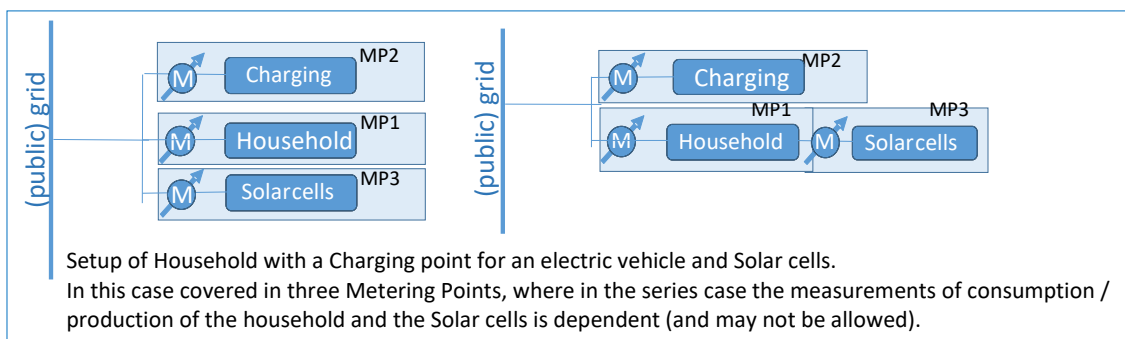 (public) grid
MP2
M
Charging
MP1
M
Household
MP3
M
Solarcells
(public) grid
MP2
M
Charging
MP1
M
Household
MP3
M
Solarcells
Setup of Household with a Charging point for an electric vehicle and Solar cells.
In this case covered in three Metering Points, where in the series case the measurements of consumption /
production of the household and the Solar cells is dependent (and may not be allowed).